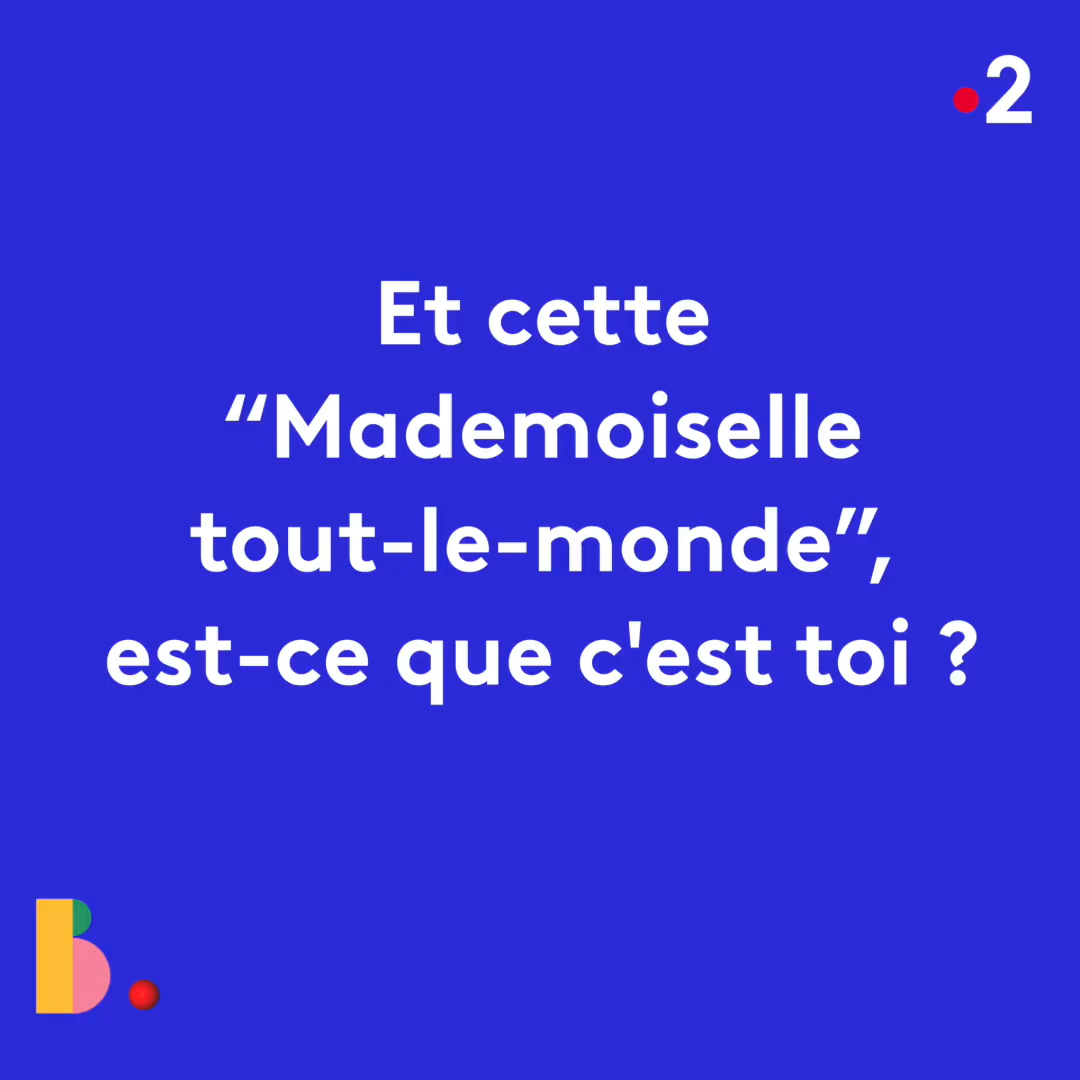 2
Et cette
“Mademoiselle
tout-le-monde”,
est-ce que c'est toi ?
B.